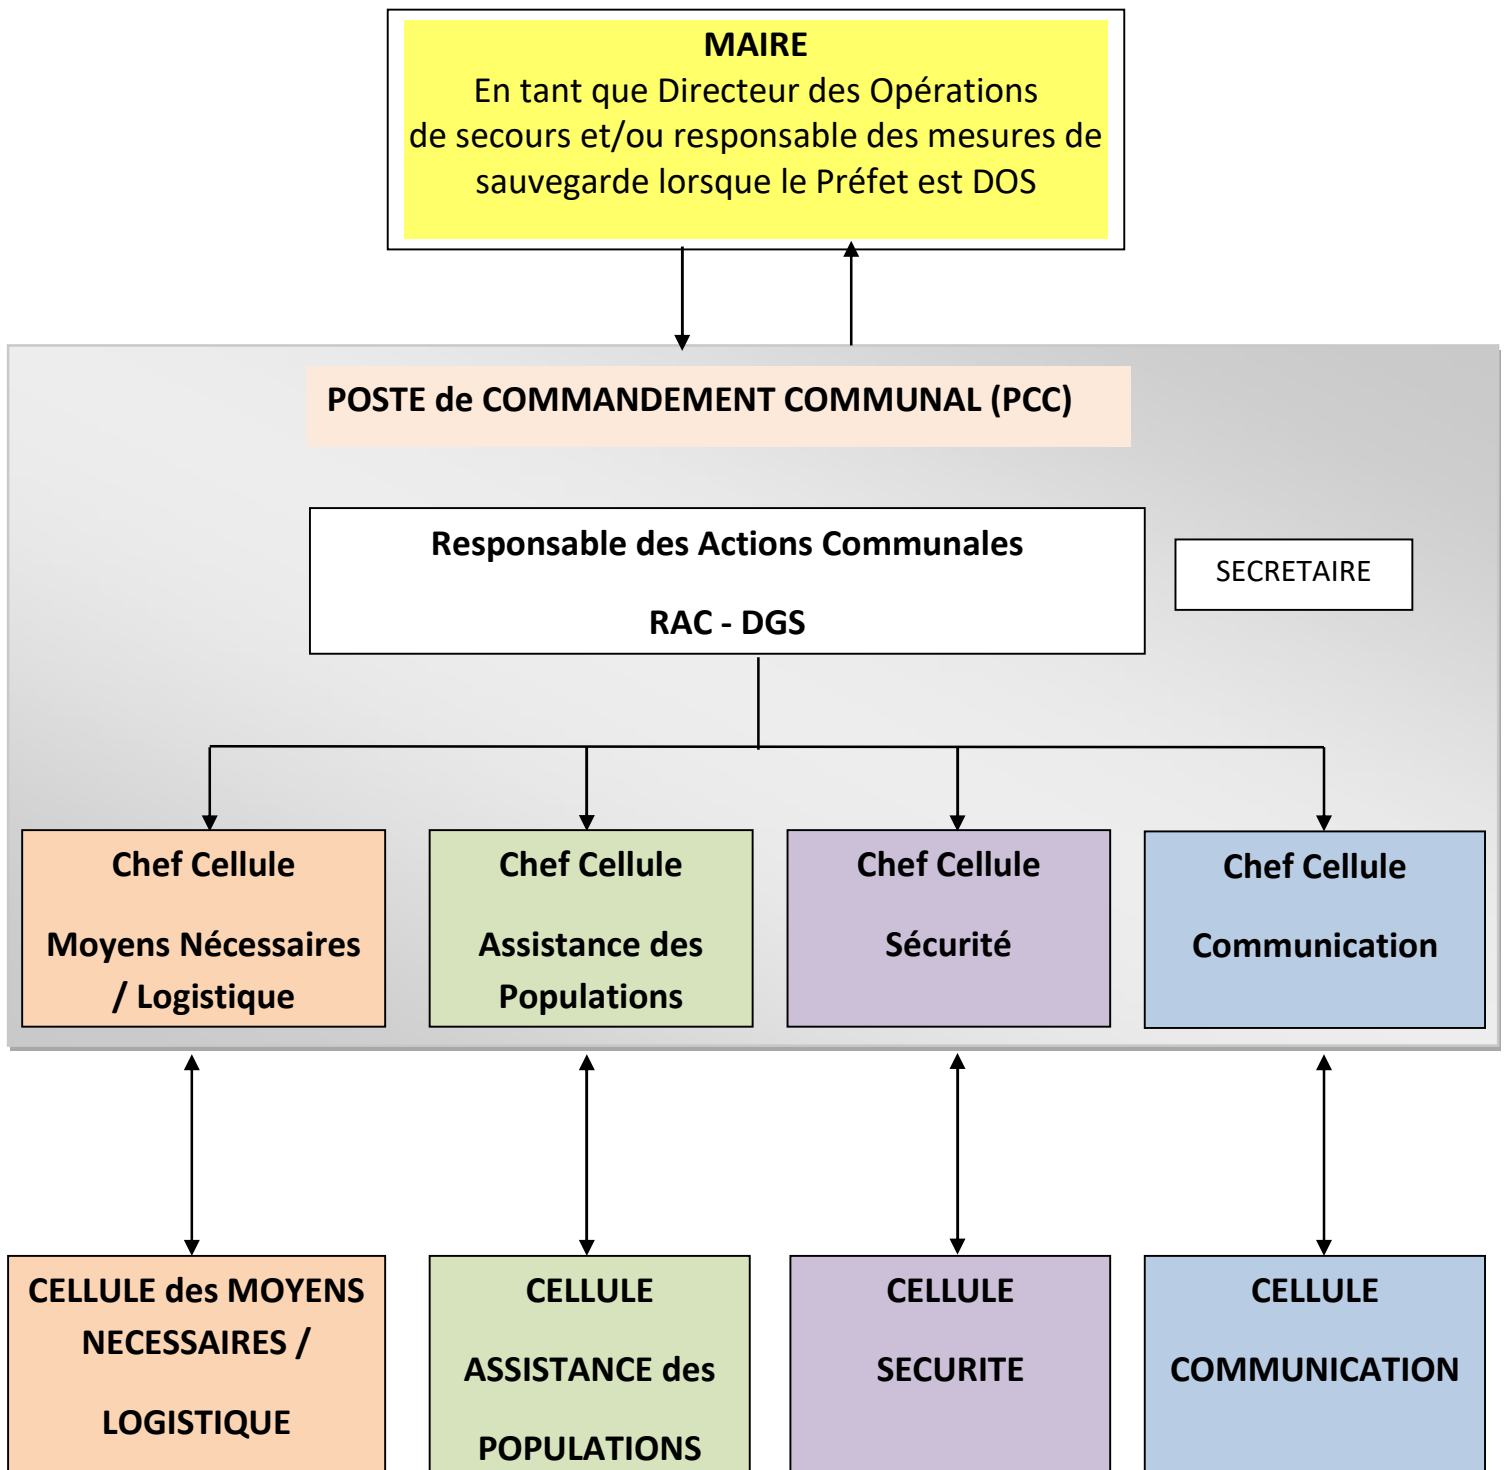 MAIRE
En tant que Directeur des Opérations
de secours et/ou responsable des mesures de
sauvegarde lorsque le Préfet est DOS
POSTE de COMMANDEMENT COMMUNAL (PCC)
Responsable des Actions Communales
RAC - DGS
SECRETAIRE
Chef Cellule
Moyens Nécessaires
/ Logistique
Chef Cellule
Assistance des
Populations
Chef Cellule
Sécurité
Chef Cellule
Communication
CELLULE des MOYENS
NECESSAIRES /
LOGISTIQUE
CELLULE
ASSISTANCE des
POPULATIONS
CELLULE
SECURITE
CELLULE
COMMUNICATION